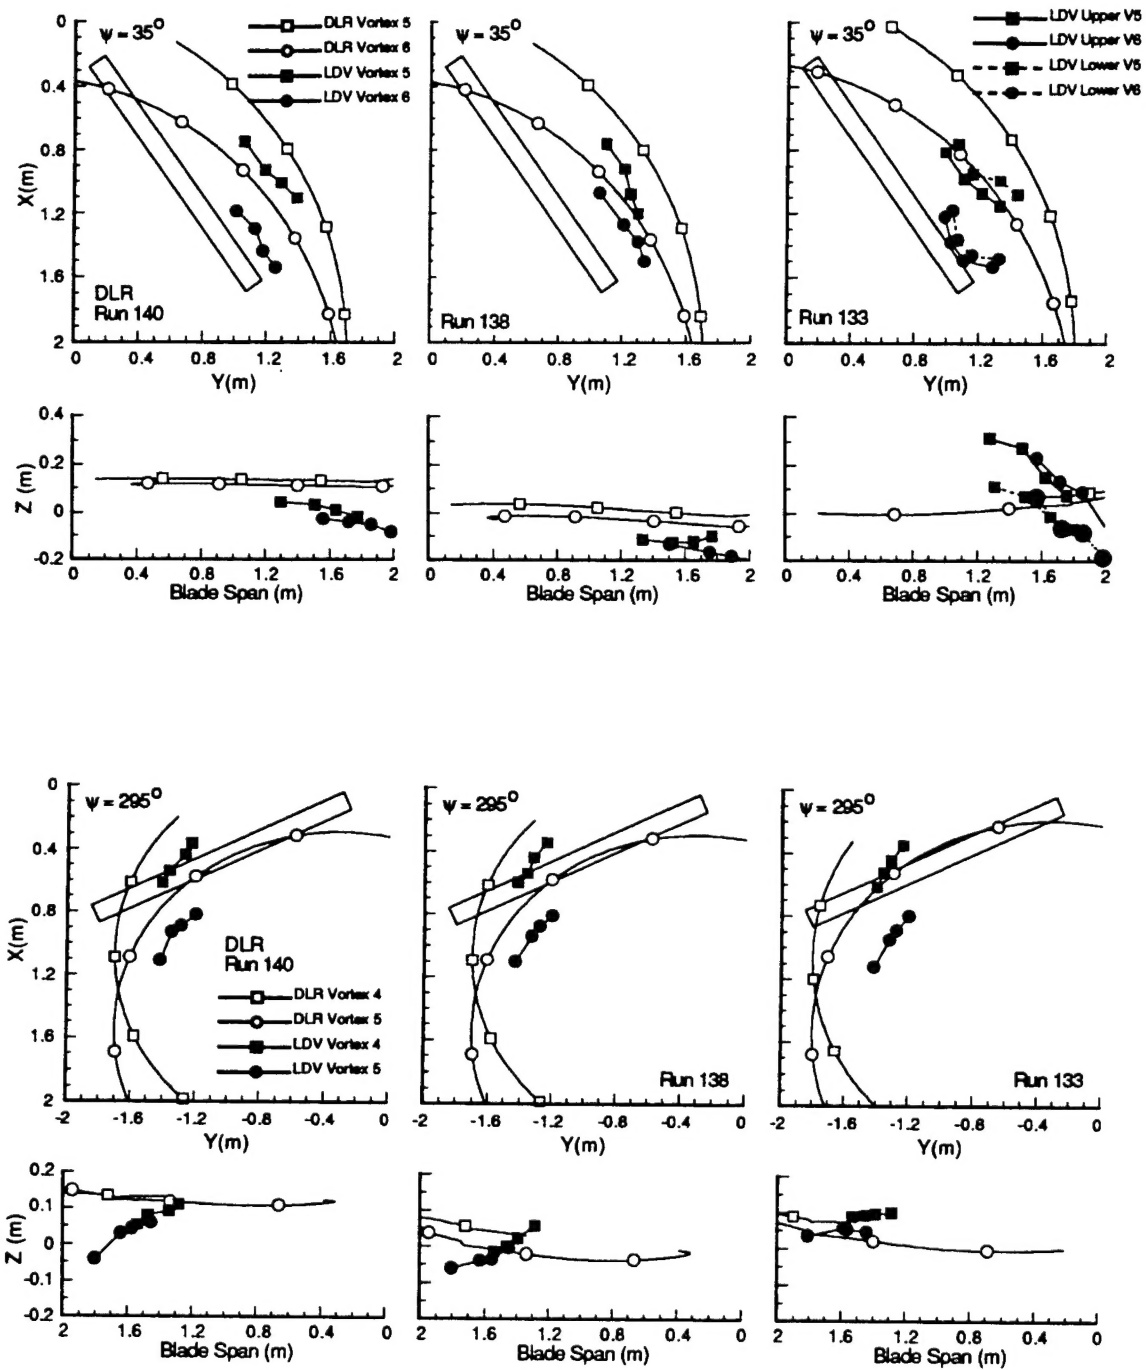 ψ = 35°
DLR Vortex 5
DLR Vortex 6
LDV Vortex 5
LDV Vortex 6
0
0.4
0.8
1.2
1.6
2
X(m)
DLR
Run 140
0 0.4 0.8 1.2 1.6 2
Y(m)
ψ = 35°
Run 138
0 0.4 0.8 1.2 1.6 2
Y(m)
ψ = 35°
LDV Upper V5
LDV Upper V6
LDV Lower V5
LDV Lower V6
Run 133
0 0.4 0.8 1.2 1.6 2
Y(m)
0.4
0.2
0
-0.2
Z (m)
0 0.4 0.8 1.2 1.6 2
Blade Span (m)
0 0.4 0.8 1.2 1.6 2
Blade Span (m)
0 0.4 0.8 1.2 1.6 2
Blade Span (m)
ψ = 295°
0
0.4
0.8
1.2
1.6
2
X(m)
DLR
Run 140
DLR Vortex 4
DLR Vortex 5
LDV Vortex 4
LDV Vortex 5
-2 -1.6 -1.2 -0.8 -0.4 0
Y(m)
ψ = 295°
Run 138
-2 -1.6 -1.2 -0.8 -0.4 0
Y(m)
ψ = 295°
Run 133
-2 -1.6 -1.2 -0.8 -0.4 0
Y(m)
0.2
0.1
0
-0.1
-0.2
Z (m)
2 1.6 1.2 0.8 0.4 0
Blade Span (m)
2 1.6 1.2 0.8 0.4 0
Blade Span (m)
2 1.6 1.2 0.8 0.4 0
Blade Span (m)